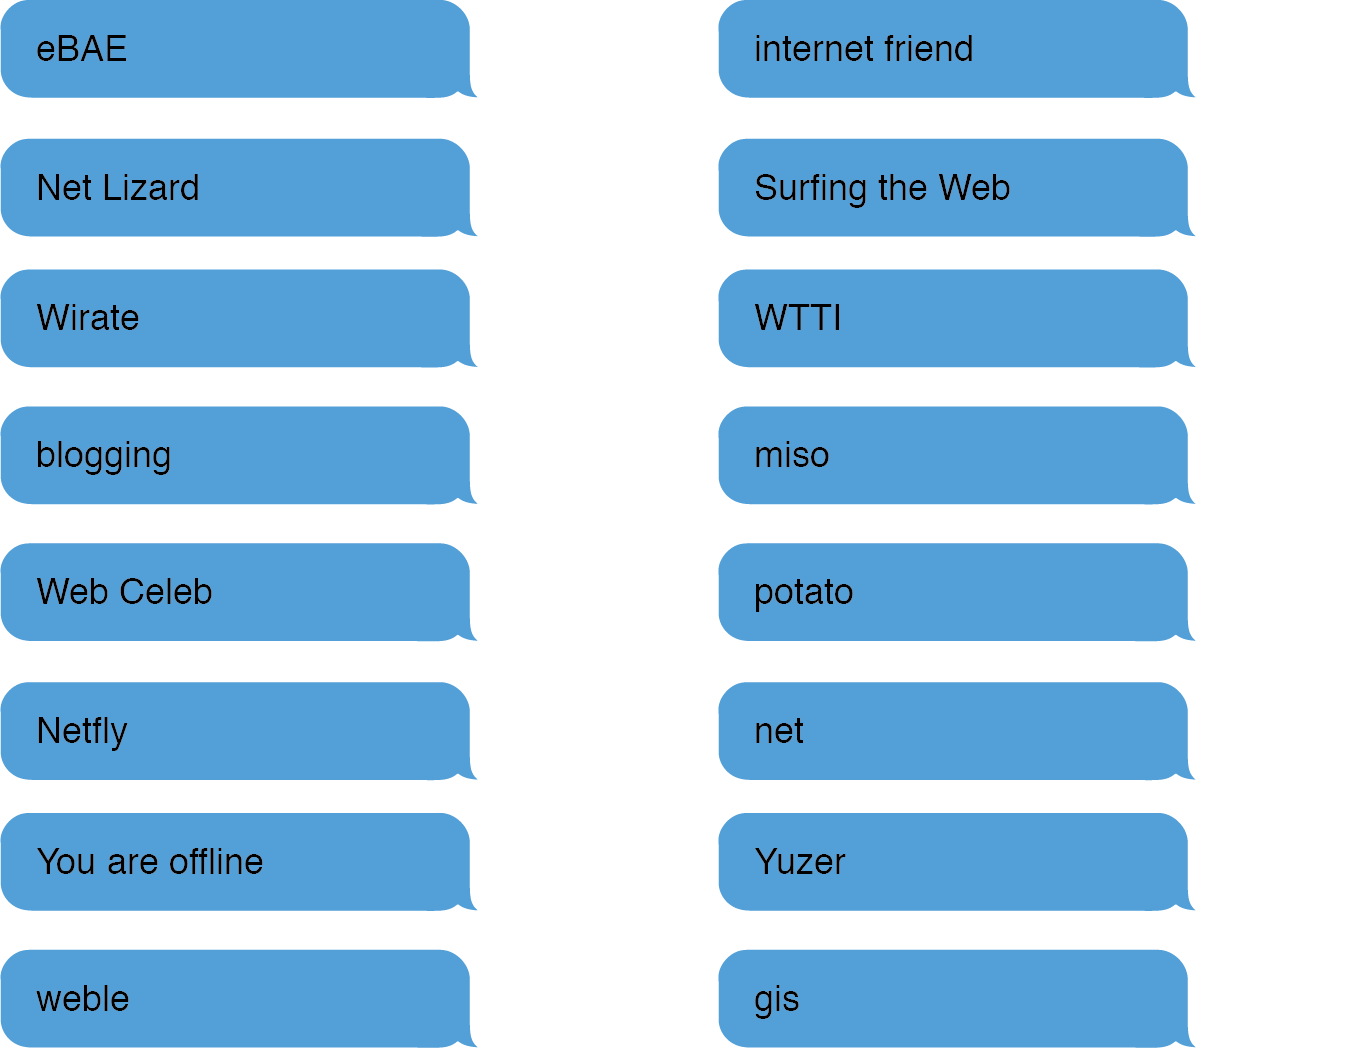 eBAE
internet friend
Net Lizard
Surfing the Web
Wirate
WTTI
blogging
miso
Web Celeb
potato
Netfly
net
You are offline
Yuzer
weble
gis